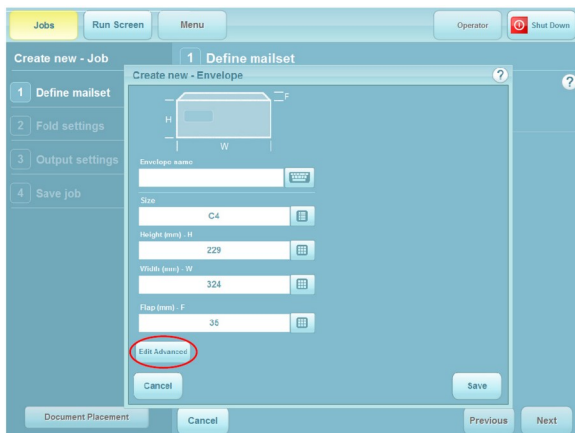 Jobs
Run Screen
Menu
Operator
Shut Down
Create new - Job
1 Define mailset
Create new - Envelope
?
?
1 Define mailset
2 Fold settings
3 Output settings
4 Save job
F
H
W
Envelope name
Size
C4
Height (mm) - H
229
Width (mm) - W
324
Flap (mm) - F
35
Edit Advanced
Cancel
Save
Document Placement
Cancel
Previous
Next